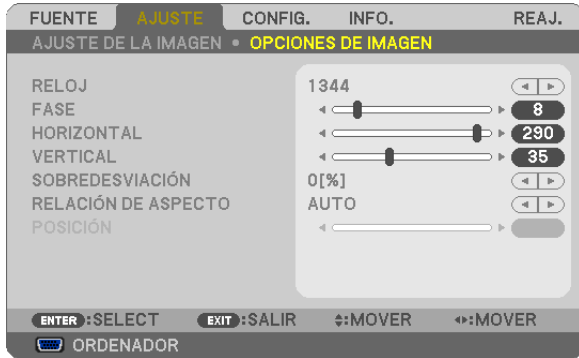 FUENTE AJUSTE CONFIG. INFO. REAJ.
AJUSTE DE LA IMAGEN • OPCIONES DE IMAGEN
RELOJ 1344
FASE 8
HORIZONTAL 290
VERTICAL 35
SOBREDESVIACIÓN 0[%]
RELACIÓN DE ASPECTO AUTO
POSICIÓN
ENTER :SELECT EXIT :SALIR :MOVER :MOVER
ORDENADOR